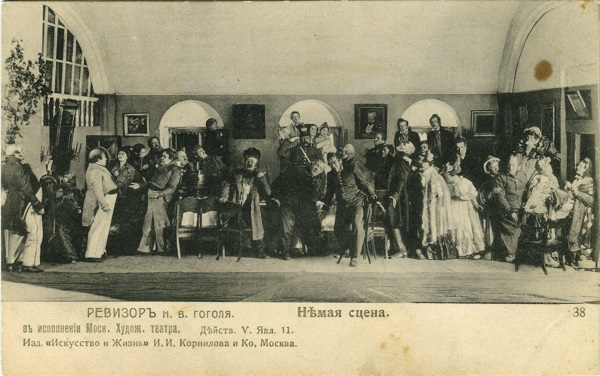 РЕВИЗОРЪ Н. В. ГОГОЛЯ. Нѣмая сцена. 38
въ исполненіи Моск. Худож. театра. Дѣйств. V. Явл. 11.
Изд. «Искусство и Жизнь» И. И. Корнилова и Ко, Москва.